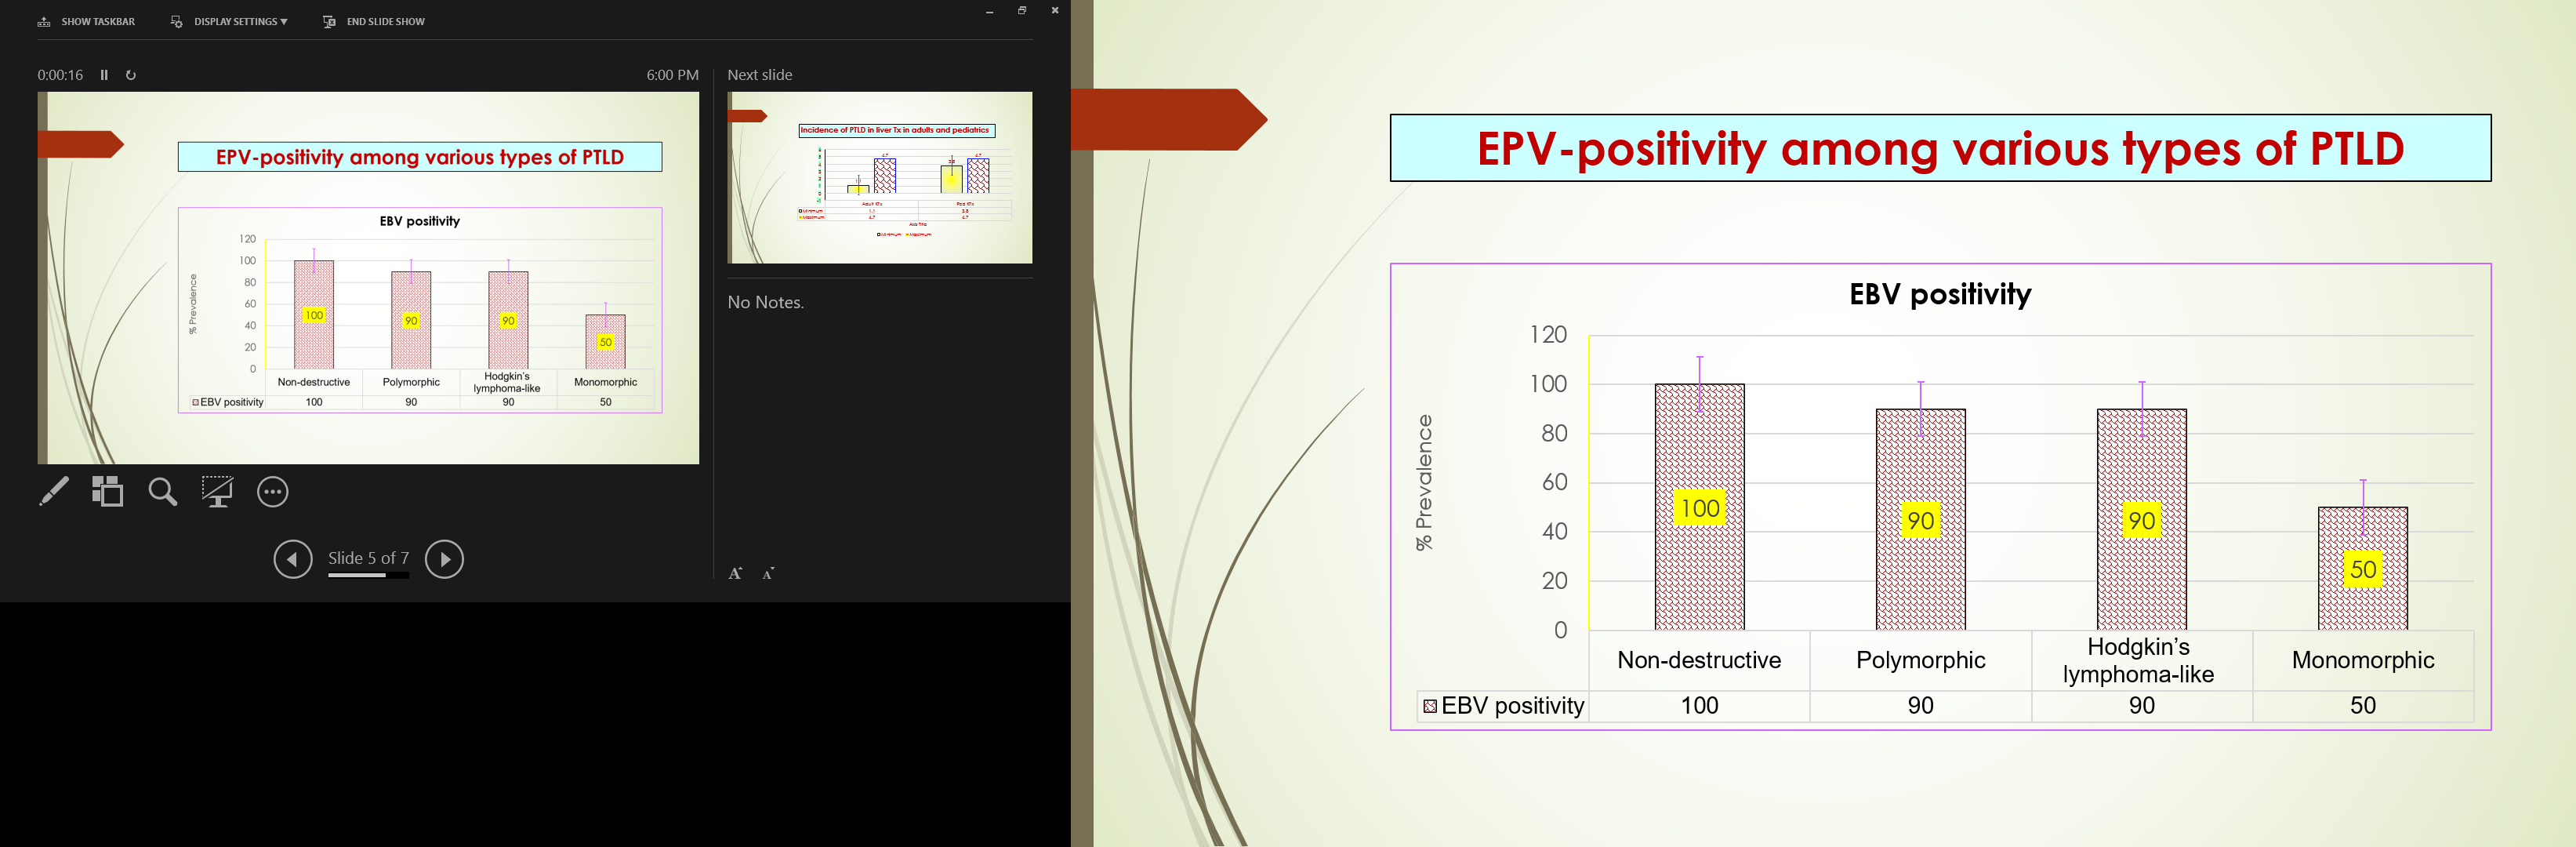 SHOW TASKBAR DISPLAY SETTINGS ▼ END SLIDE SHOW
0:00:16 6:00 PM
EPV-positivity among various types of PTLD
EBV positivity
% Prevalence
120
100
80
60
40
20
0
100 90 90 50
Non-destructive Polymorphic Hodgkin’s lymphoma-like Monomorphic
EBV positivity 100 90 90 50
Slide 5 of 7
Next slide
Incidence of PTLD in liver Tx in adults and pediatrics
No Notes.
A A
EPV-positivity among various types of PTLD
EBV positivity
% Prevalence
120
100
80
60
40
20
0
100 90 90 50
Non-destructive Polymorphic Hodgkin’s lymphoma-like Monomorphic
EBV positivity 100 90 90 50